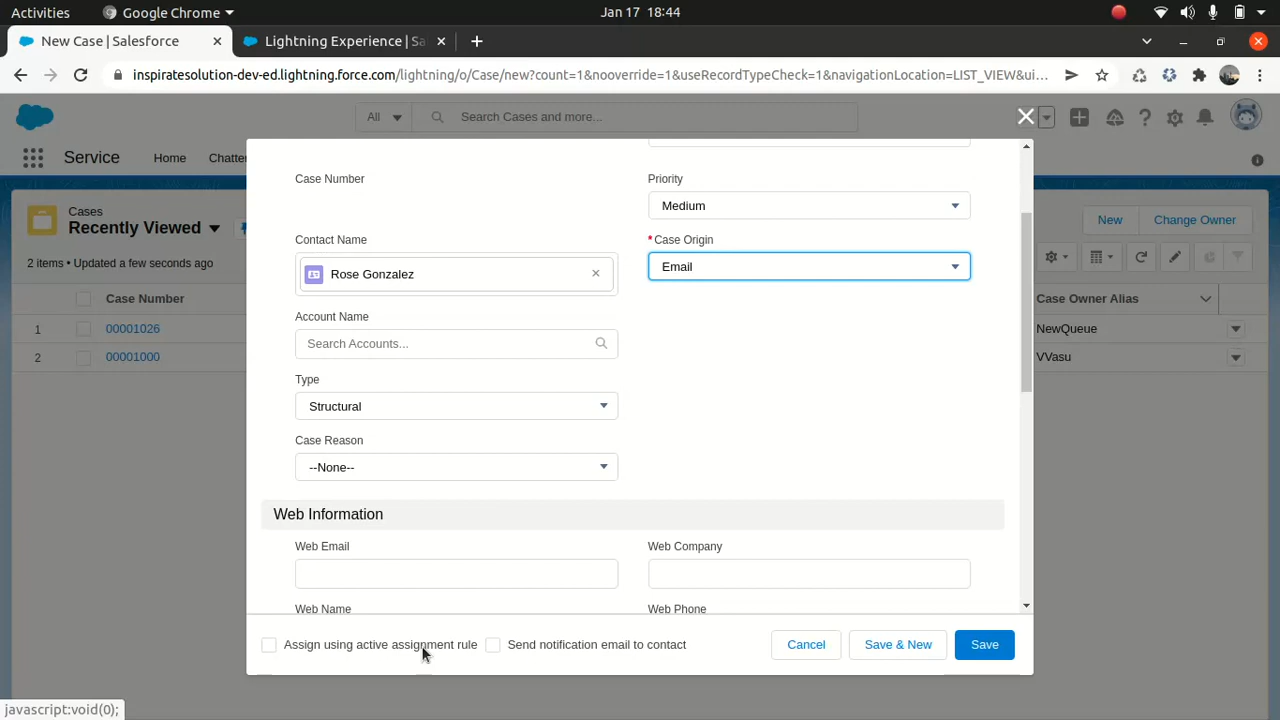 Activities
Google Chrome
Jan 17 18:44
New Case | Salesforce
Lightning Experience | Sa
inspiratesolution-dev-ed.lightning.force.com/lightning/o/Case/new?count=1&nooverride=1&useRecordTypeCheck=1&navigationLocation=LIST_VIEW&ui...
All
Search Cases and more...
Service
Home
Chatter
Cases
Recently Viewed
New
Change Owner
2 items • Updated a few seconds ago
Case Number
Case Owner Alias
1
00001026
NewQueue
2
00001000
VVasu
Case Number
Priority
Medium
Contact Name
*Case Origin
Rose Gonzalez
Email
Account Name
Search Accounts...
Type
Structural
Case Reason
--None--
Web Information
Web Email
Web Company
Web Name
Web Phone
Assign using active assignment rule
Send notification email to contact
Cancel
Save & New
Save
javascript:void(0);